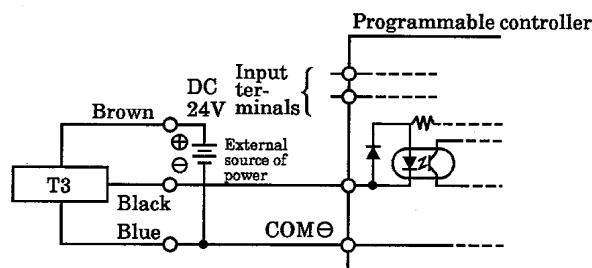 Programmable controller
Input
ter-
minals
DC
24V
Brown
⊕
⊖
External
source of
power
T3
Black
Blue
COM⊖